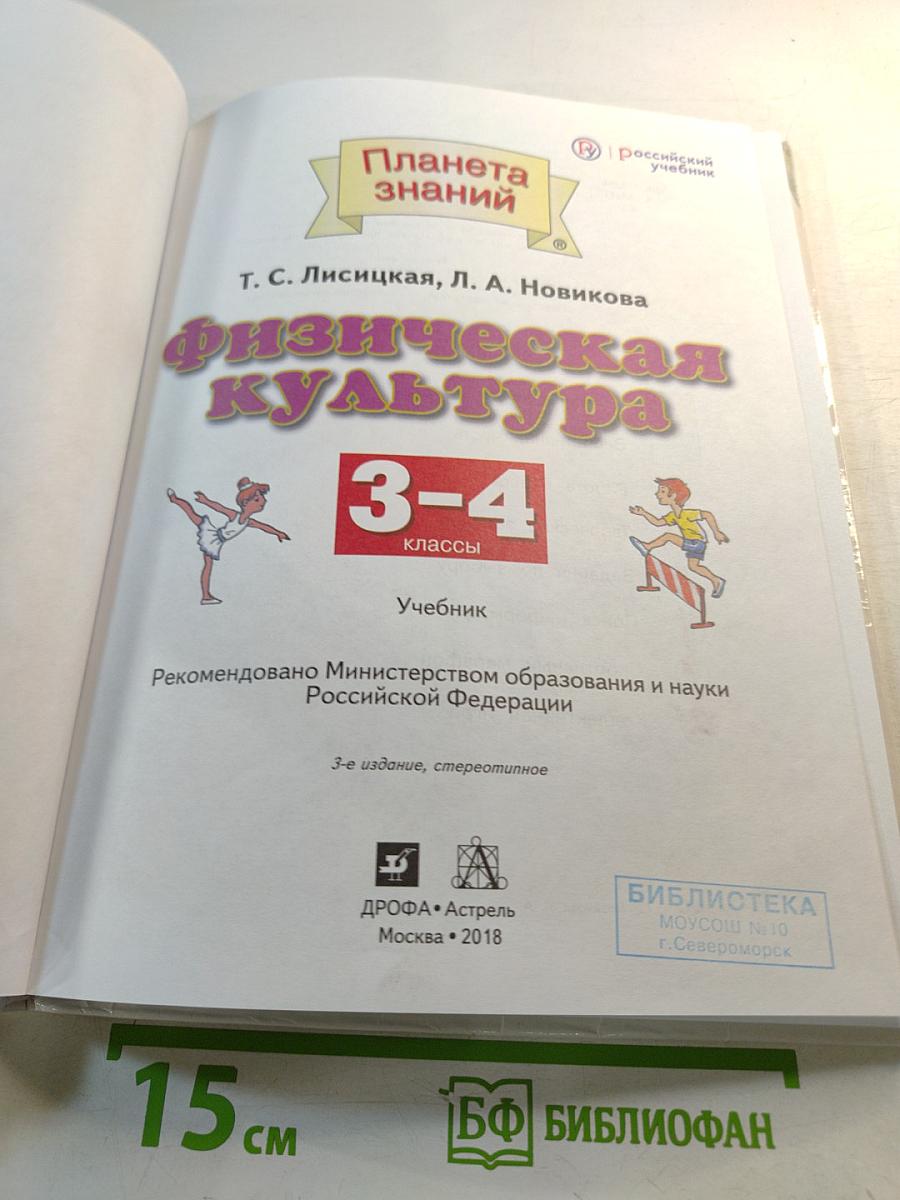 Планета
знаний
®
РУ | Российский
учебник
Т. С. Лисицкая, Л. А. Новикова
Физическая
культура
3-4
классы
Учебник
Рекомендовано Министерством образования и науки
Российской Федерации
3-е издание, стереотипное
ДРОФА • Астрель
Москва • 2018
БИБЛИОТЕКА
МОУСОШ №10
г.Североморск
15 см
БФ БИБЛИОФАН